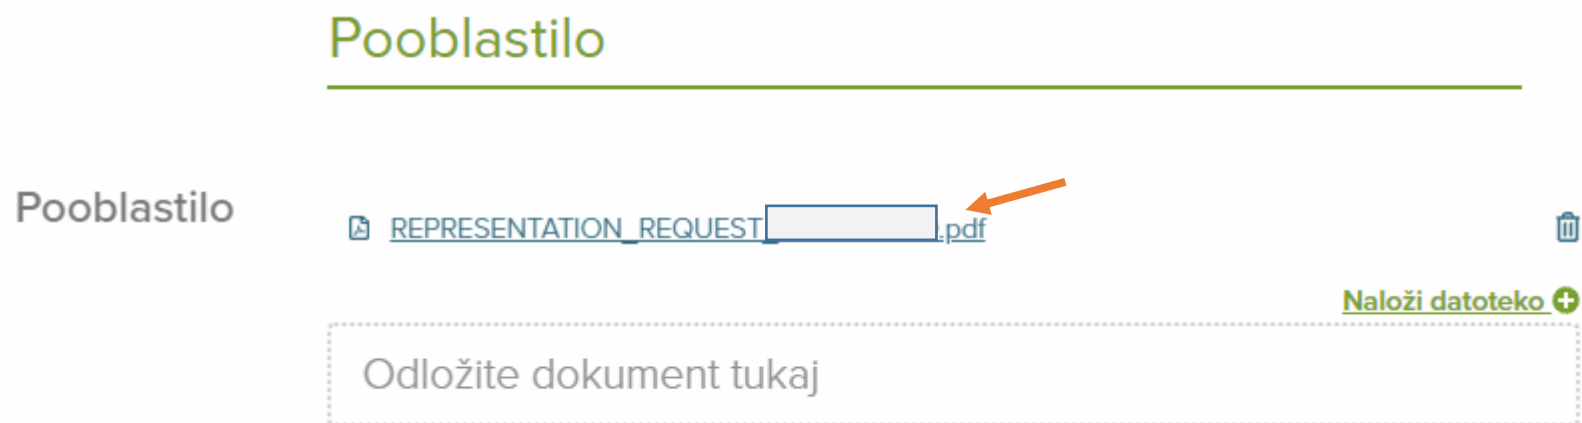 Pooblastilo
Pooblastilo
REPRESENTATION_REQUEST_ .pdf
Naloži datoteko
Odložite dokument tukaj